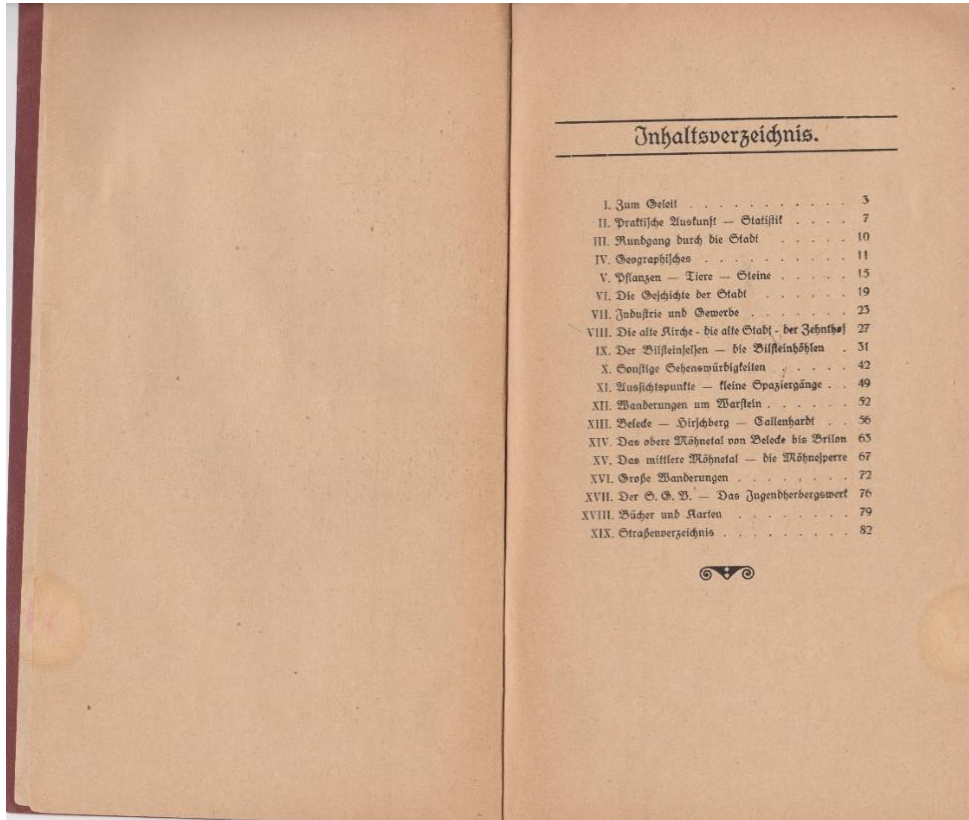 Inhaltsverzeichnis.
I. Zum Geleit . . . . . . . . . . . 3
II. Praktische Auskunft — Statistik . . . . 7
III. Rundgang durch die Stadt . . . . . 10
IV. Geographisches . . . . . . . . . . 11
V. Pflanzen — Tiere — Steine . . . . . 15
VI. Die Geschichte der Stadt . . . . . . 19
VII. Industrie und Gewerbe . . . . . . . 23
VIII. Die alte Kirche - die alte Stadt - der Zehnthof 27
IX. Der Bilsteinfelsen — die Bilsteinhöhlen . 31
X. Sonstige Sehenswürdigkeiten . . . . . 42
XI. Aussichtspunkte — kleine Spaziergänge . . 49
XII. Wanderungen um Warstein . . . . . . 52
XIII. Belecke — Hirschberg — Callenhardt . . 56
XIV. Das obere Möhnetal von Belecke bis Brilon 63
XV. Das mittlere Möhnetal — die Möhnesperre 67
XVI. Große Wanderungen . . . . . . . . 72
XVII. Der S. G. V. — Das Jugendherbergswerk 76
XVIII. Bücher und Karten . . . . . . . . 79
XIX. Straßenverzeichnis . . . . . . . . . 82